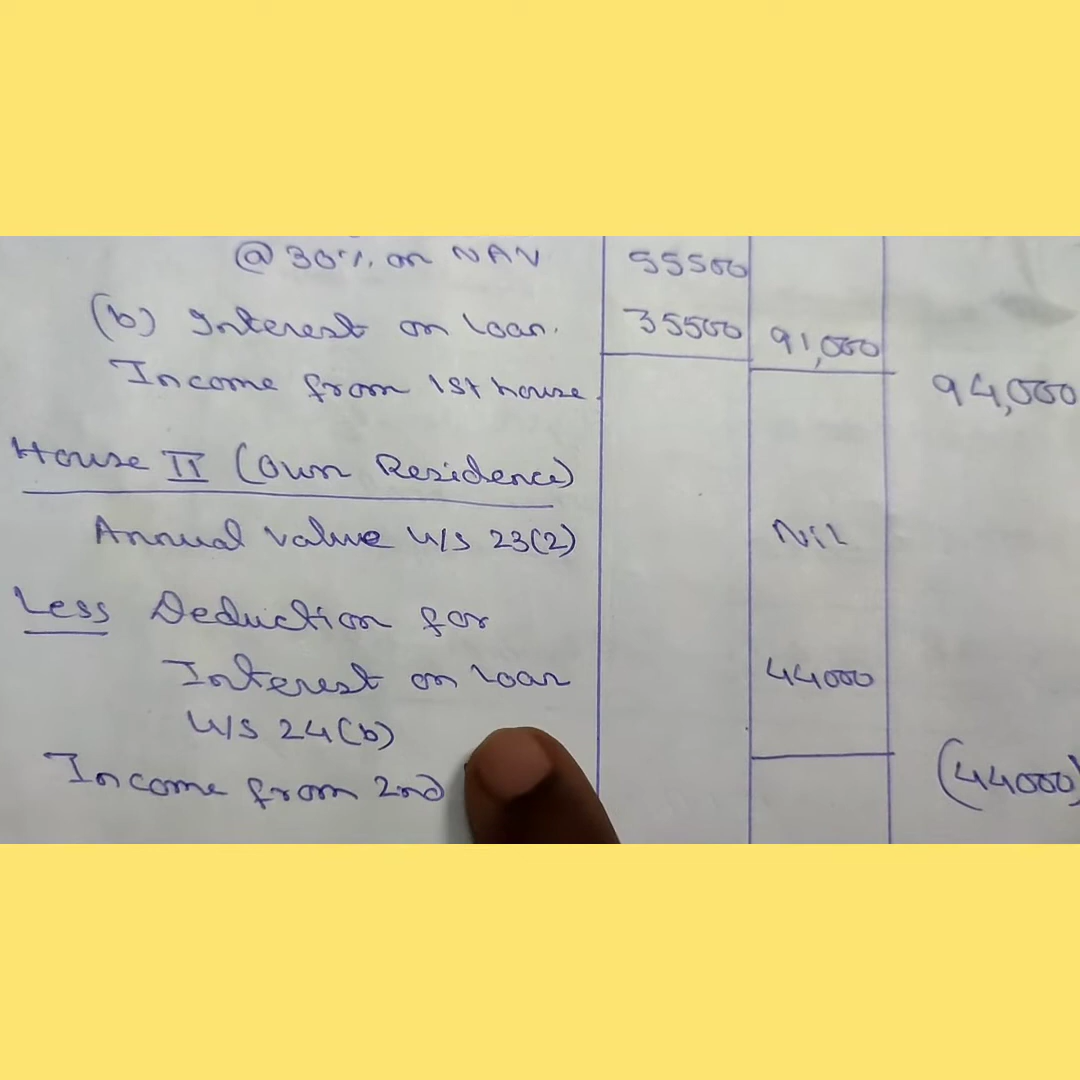 @ 30%. on NAV 55500
(b) Interest on loan. 35500 91,000
Income from 1st house. 94,000
House II (Own Residence)
Annual value u/s 23(2) Nil
Less Deduction for
Interest on loan 44000
u/s 24(b)
Income from 2nd (44000)